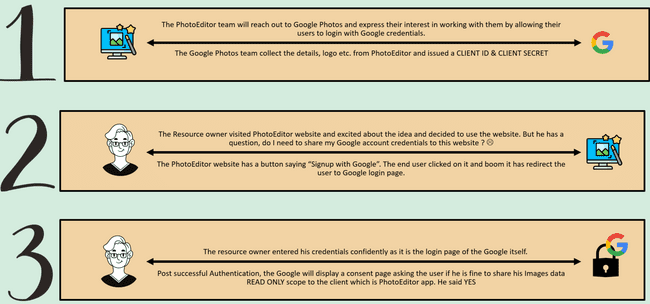 1
The PhotoEditor team will reach out to Google Photos and express their interest in working with them by allowing their
users to login with Google credentials.
The Google Photos team collect the details, logo etc. from PhotoEditor and issued a CLIENT ID & CLIENT SECRET
2
The Resource owner visited PhotoEditor website and excited about the idea and decided to use the website. But he has a
question, do I need to share my Google account credentials to this website ? ☹
The PhotoEditor website has a button saying “Signup with Google”. The end user clicked on it and boom it has redirect the
user to Google login page.
3
The resource owner entered his credentials confidently as it is the login page of the Google itself.
Post successful Authentication, the Google will display a consent page asking the user if he is fine to share his Images data
READ ONLY scope to the client which is PhotoEditor app. He said YES